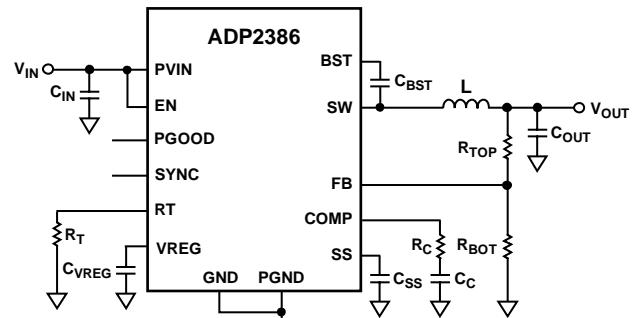 ADP2386
VIN
CIN
PVIN
EN
PGOOD
SYNC
RT
RT
VREG
CVREG
GND
PGND
BST
CBST
SW
L
VOUT
COUT
RTOP
FB
COMP
RC
RBOT
SS
CSS
CC